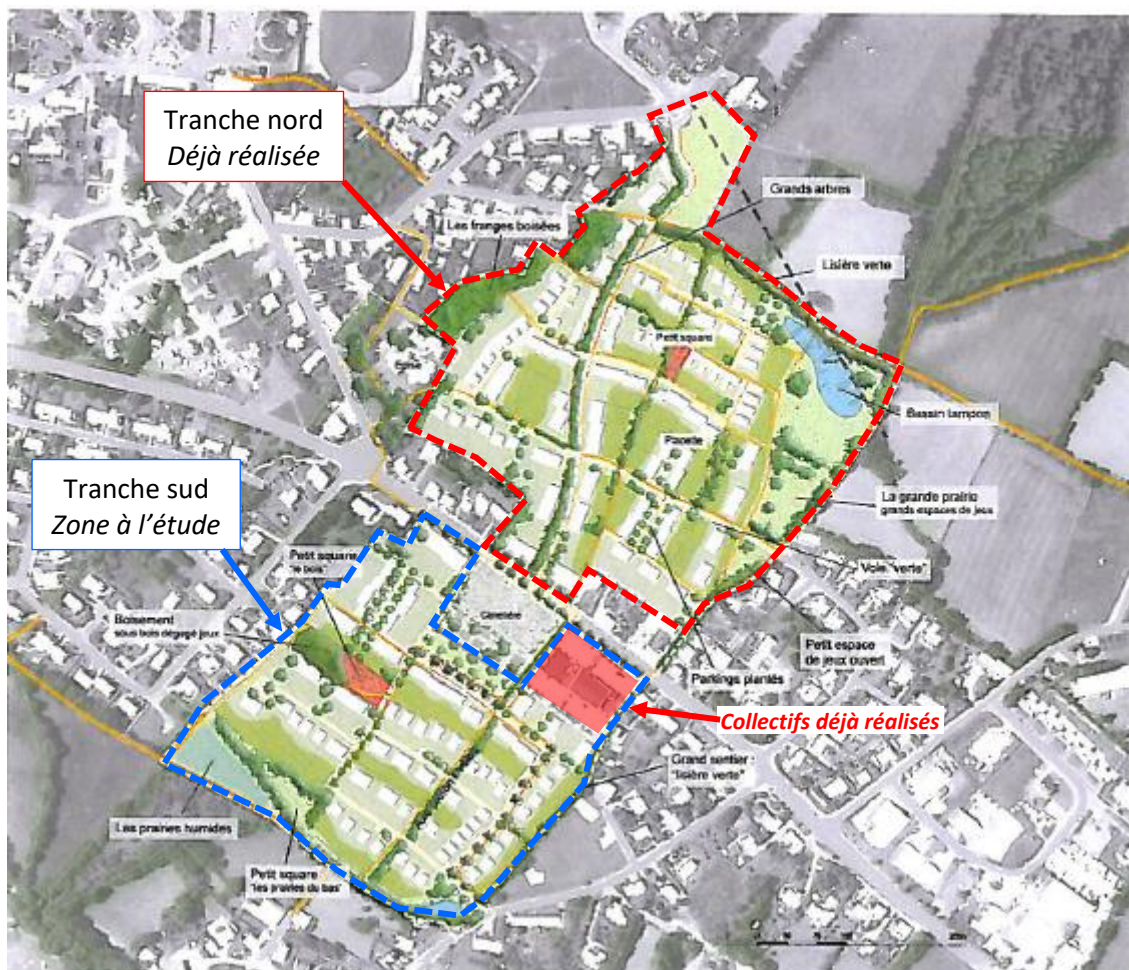 Tranche nord
Déjà réalisée
Grands arbres
Les franges boisées
Lisière verte
Petit square
Bassin tampon
Placette
Tranche sud
Zone à l'étude
La grande prairie
grands espaces de jeux
Petit square
"le bois"
Voie "verte"
Cimetière
Boisement
sous bois dégagé jeux
Petit espace
de jeux ouvert
Parkings plantés
Collectifs déjà réalisés
Grand sentier :
"lisière verte"
Les prairies humides
Petit square
"les prairies du bas"